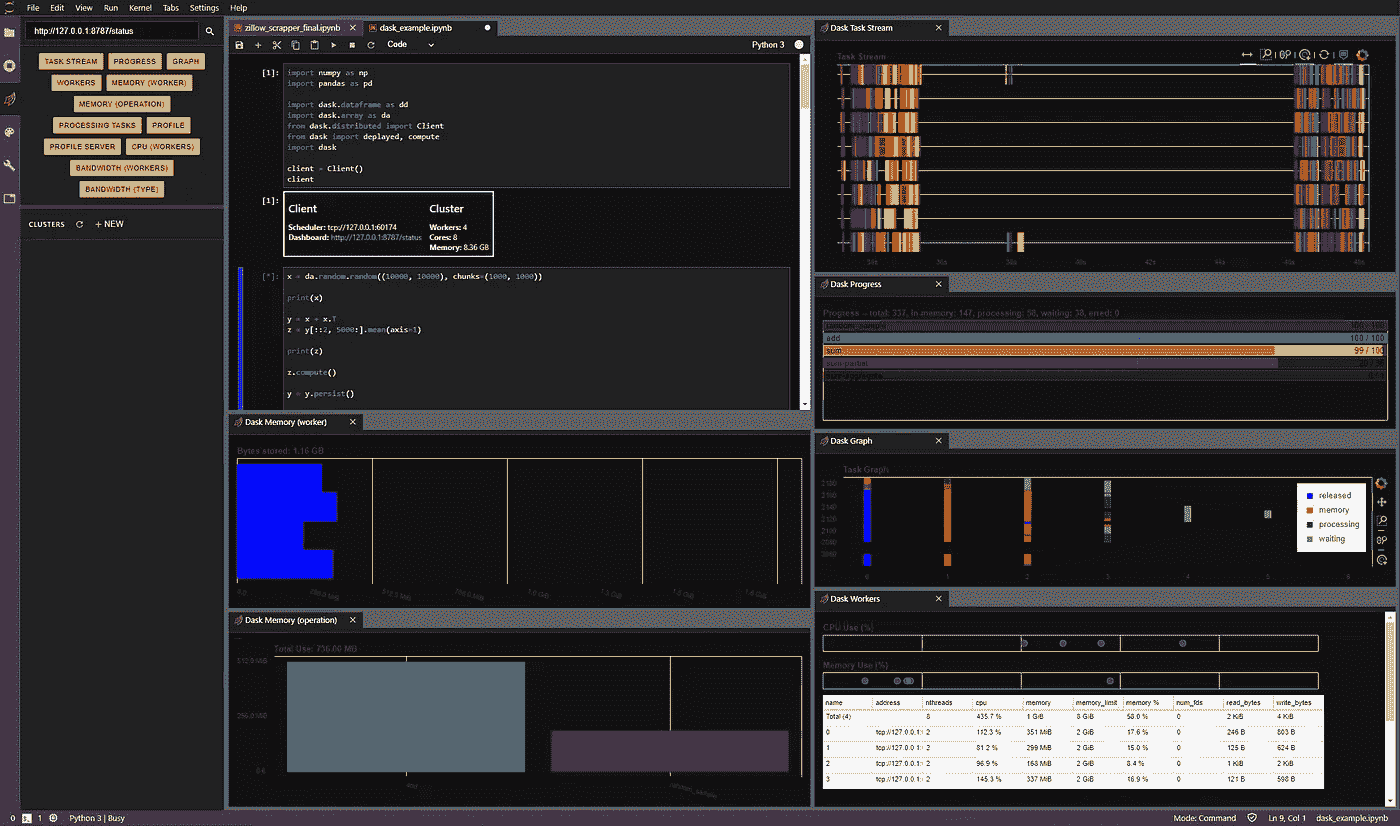 File Edit View Run Kernel Tabs Settings Help
http://127.0.0.1:8787/status
TASK STREAM PROGRESS GRAPH
WORKERS MEMORY (WORKER)
MEMORY (OPERATION)
PROCESSING TASKS PROFILE
PROFILE SERVER CPU (WORKERS)
BANDWIDTH (WORKERS)
BANDWIDTH (TYPE)
CLUSTERS + NEW
zillow_scrapper_final.ipynb dask_example.ipynb
Code Python 3
[1]: import numpy as np
import pandas as pd
import dask.dataframe as dd
import dask.array as da
from dask.distributed import Client
from dask import deplayed, compute
import dask
client = Client()
client
[1]: Client Cluster
Scheduler: tcp://127.0.0.1:60174 Workers: 4
Dashboard: http://127.0.0.1:8787/status Cores: 8
Memory: 8.36 GB
[*]: x = da.random.random((10000, 10000), chunks=(1000, 1000))
print(x)
y = x + x.T
z = y[::2, 5000:].mean(axis=1)
print(z)
z.compute()
y = y.persist()
Dask Memory (worker)
Bytes stored: 1.16 GB
Dask Memory (operation)
Total Use: 736.00 MB
Dask Task Stream
Task Stream
Dask Progress
Progress -- total: 337, in-memory: 147, processing: 58, waiting: 38, erred: 0
add 100 / 100
sum 99 / 100
Dask Graph
Task Graph
released
memory
processing
waiting
0 1 2 3 4 5 6
Dask Workers
CPU Use (%)
Memory Use (%)
name address nthreads cpu memory memory_limit memory % num_fds read_bytes write_bytes
Total (4) 8 435.7 % 1 GiB 8 GiB 58.0 % 0 2 KiB 4 KiB
0 tcp://127.0.0.1: 2 112.3 % 351 MiB 2 GiB 17.6 % 0 246 B 803 B
1 tcp://127.0.0.1: 2 81.2 % 299 MiB 2 GiB 15.0 % 0 125 B 624 B
2 tcp://127.0.0.1: 2 96.9 % 168 MiB 2 GiB 8.4 % 0 1 KiB 2 KiB
3 tcp://127.0.0.1: 2 145.3 % 337 MiB 2 GiB 16.9 % 0 121 B 598 B
0 1 Python 3 | Busy Mode: Command Ln 9, Col 1 dask_example.ipynb